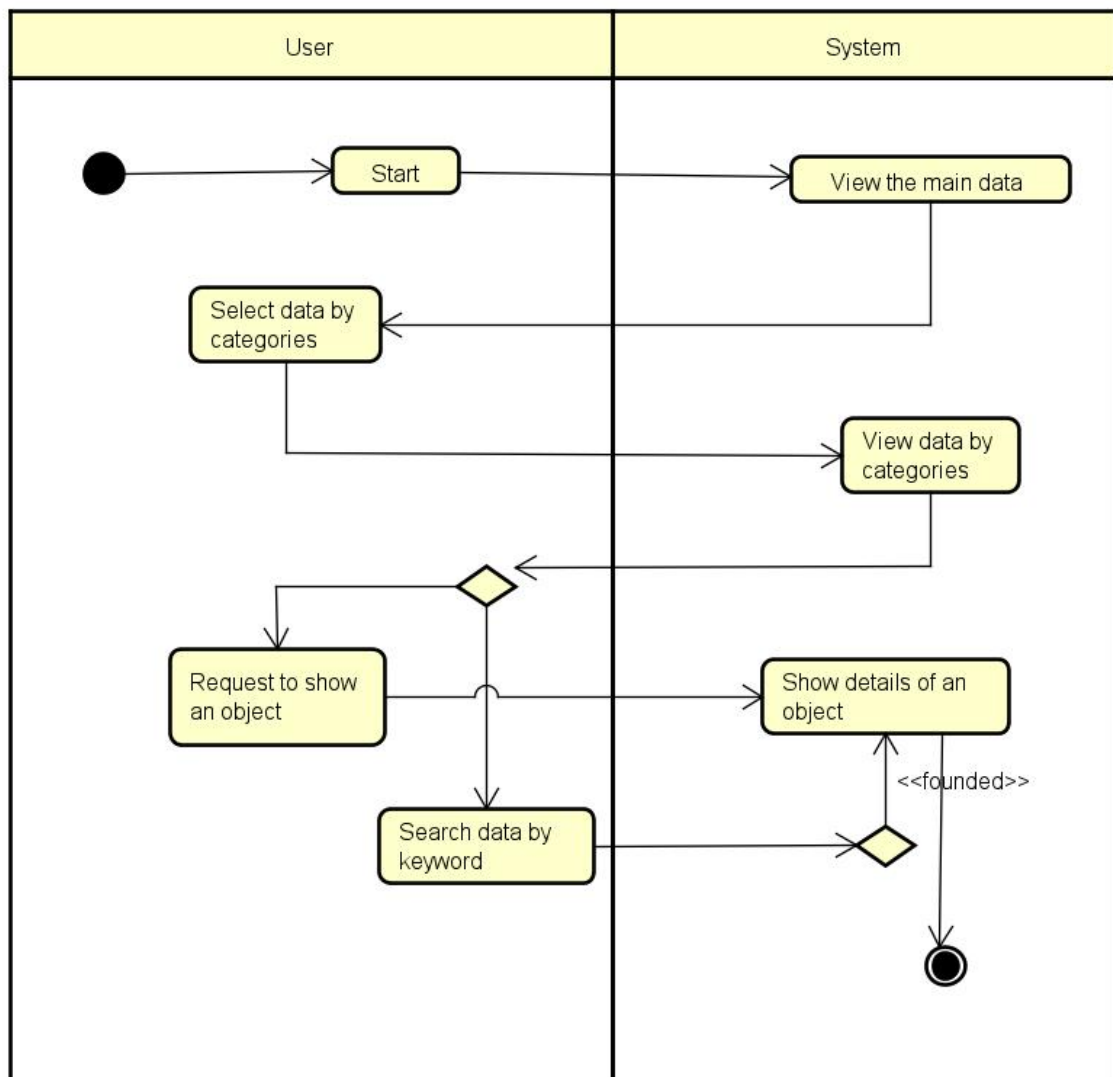 User
System
Start
View the main data
Select data by
categories
View data by
categories
Request to show
an object
Show details of an
object
<<founded>>
Search data by
keyword